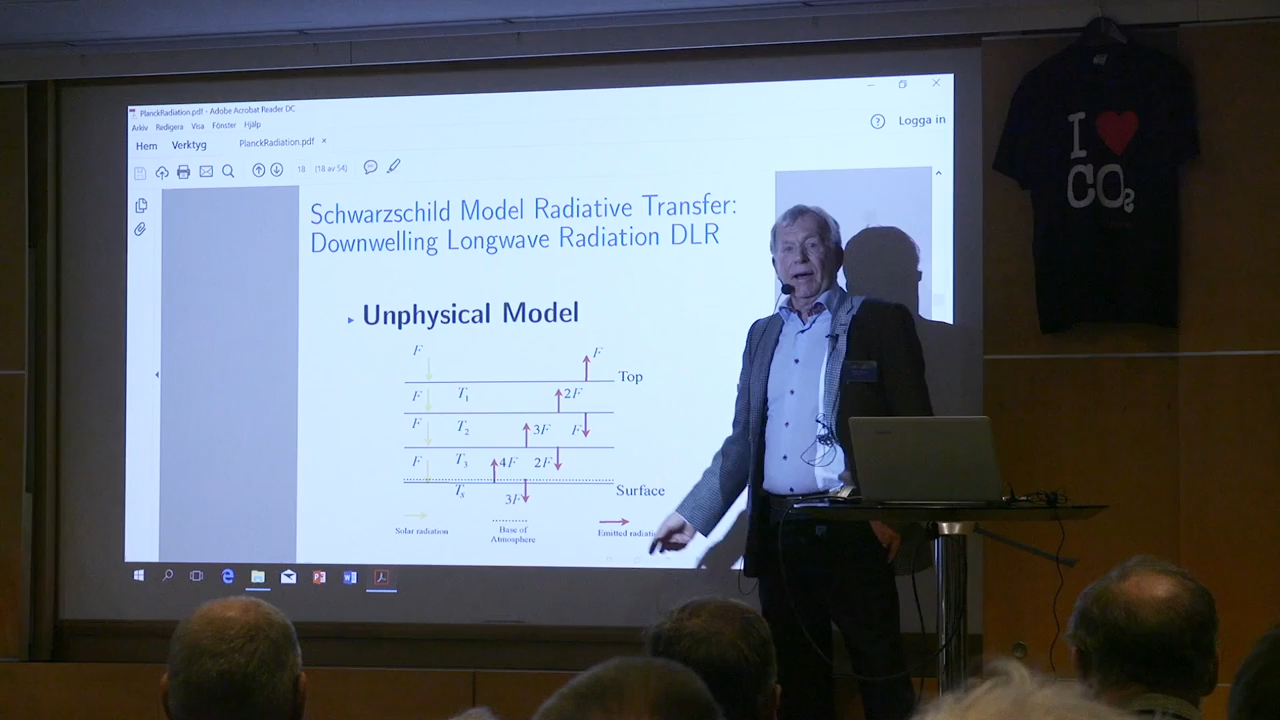 PlanckRadiation.pdf - Adobe Acrobat Reader DC
Arkiv Redigera Visa Fönster Hjälp
Hem Verktyg PlanckRadiation.pdf ×
Logga in
18 (18 av 54)
Schwarzschild Model Radiative Transfer:
Downwelling Longwave Radiation DLR
Unphysical Model
F F
Top
F T1 2F
F T2 3F F
F T3 4F 2F
Surface
Ts 3F
Solar radiation
Base of
Atmosphere
Emitted radiati
I ♥
CO2